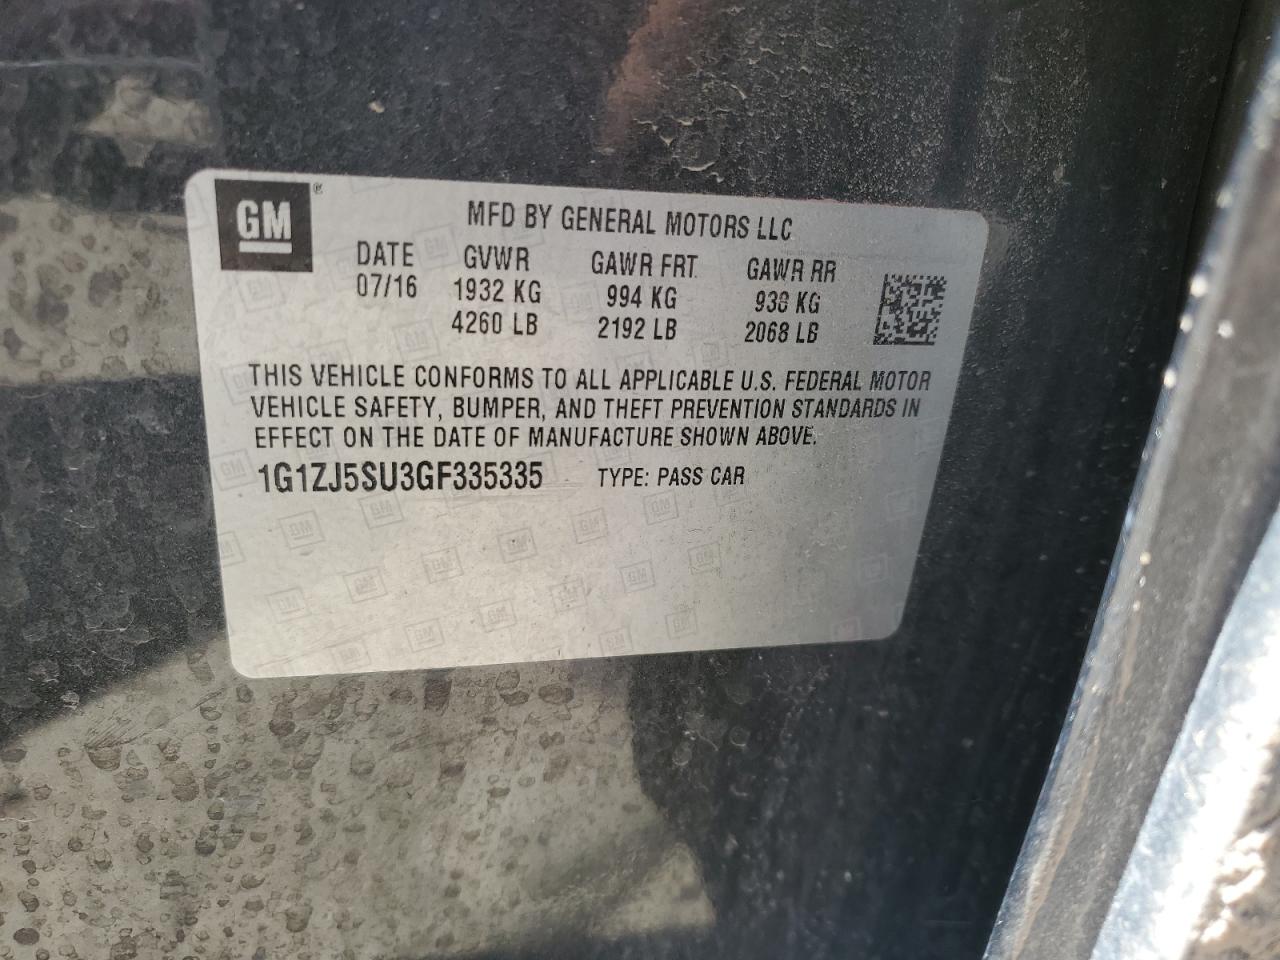 GM ®
MFD BY GENERAL MOTORS LLC
DATE GVWR GAWR FRT. GAWR RR
07/16 1932 KG 994 KG 938 KG
4260 LB 2192 LB 2068 LB
THIS VEHICLE CONFORMS TO ALL APPLICABLE U.S. FEDERAL MOTOR
VEHICLE SAFETY, BUMPER, AND THEFT PREVENTION STANDARDS IN
EFFECT ON THE DATE OF MANUFACTURE SHOWN ABOVE.
1G1ZJ5SU3GF335335 TYPE: PASS CAR